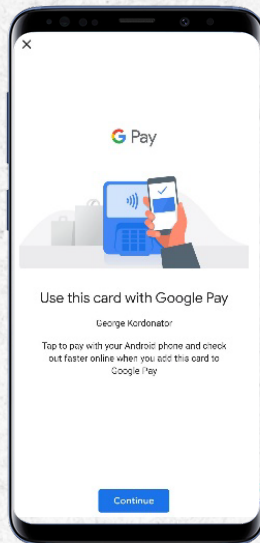 G Pay
Use this card with Google Pay
George Kordonator
Tap to pay with your Android phone and check
out faster online when you add this card to
Google Pay
Continue